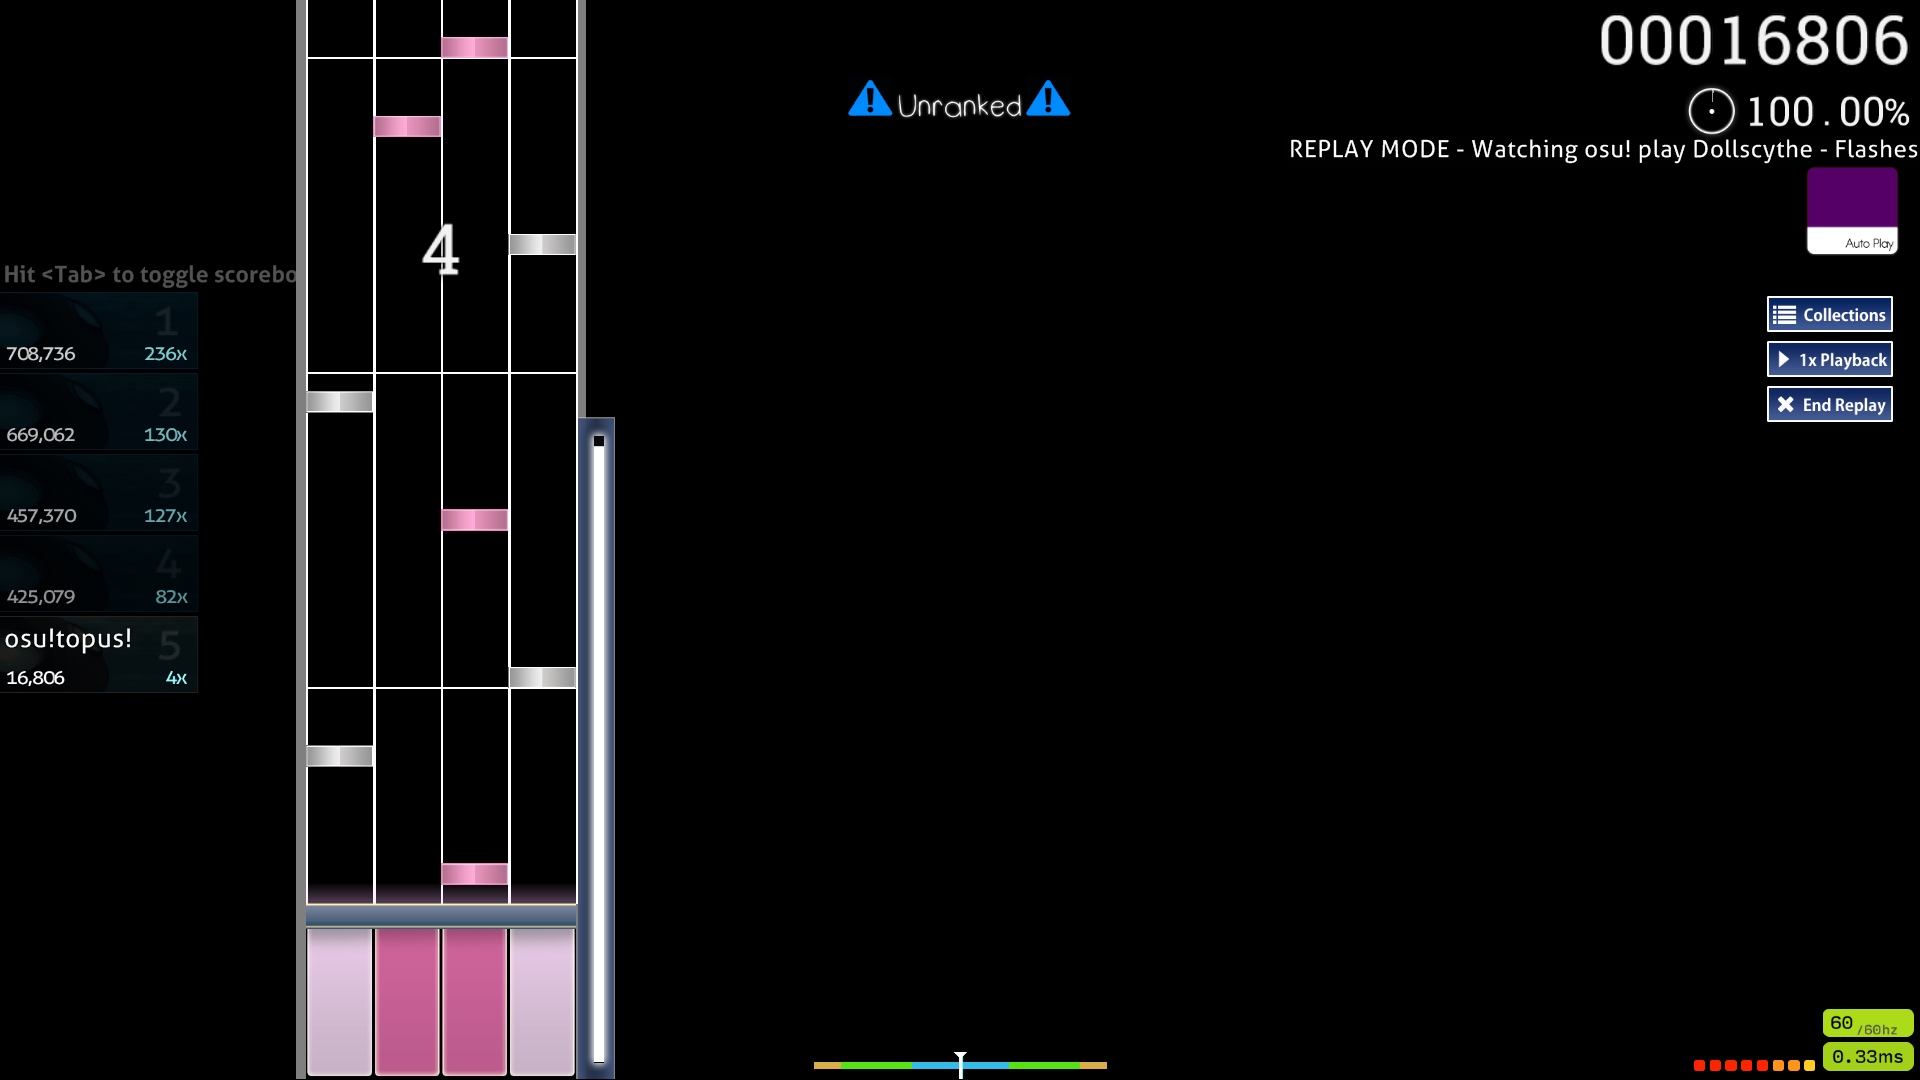 00016806
Unranked
100.00%
REPLAY MODE - Watching osu! play Dollscythe - Flashes
Auto Play
4
Hit <Tab> to toggle scorebo
1
708,736 236x
2
669,062 130x
3
457,370 127x
4
425,079 82x
osu!topus! 5
16,806 4x
Collections
1x Playback
End Replay
60 /60hz
0.33ms